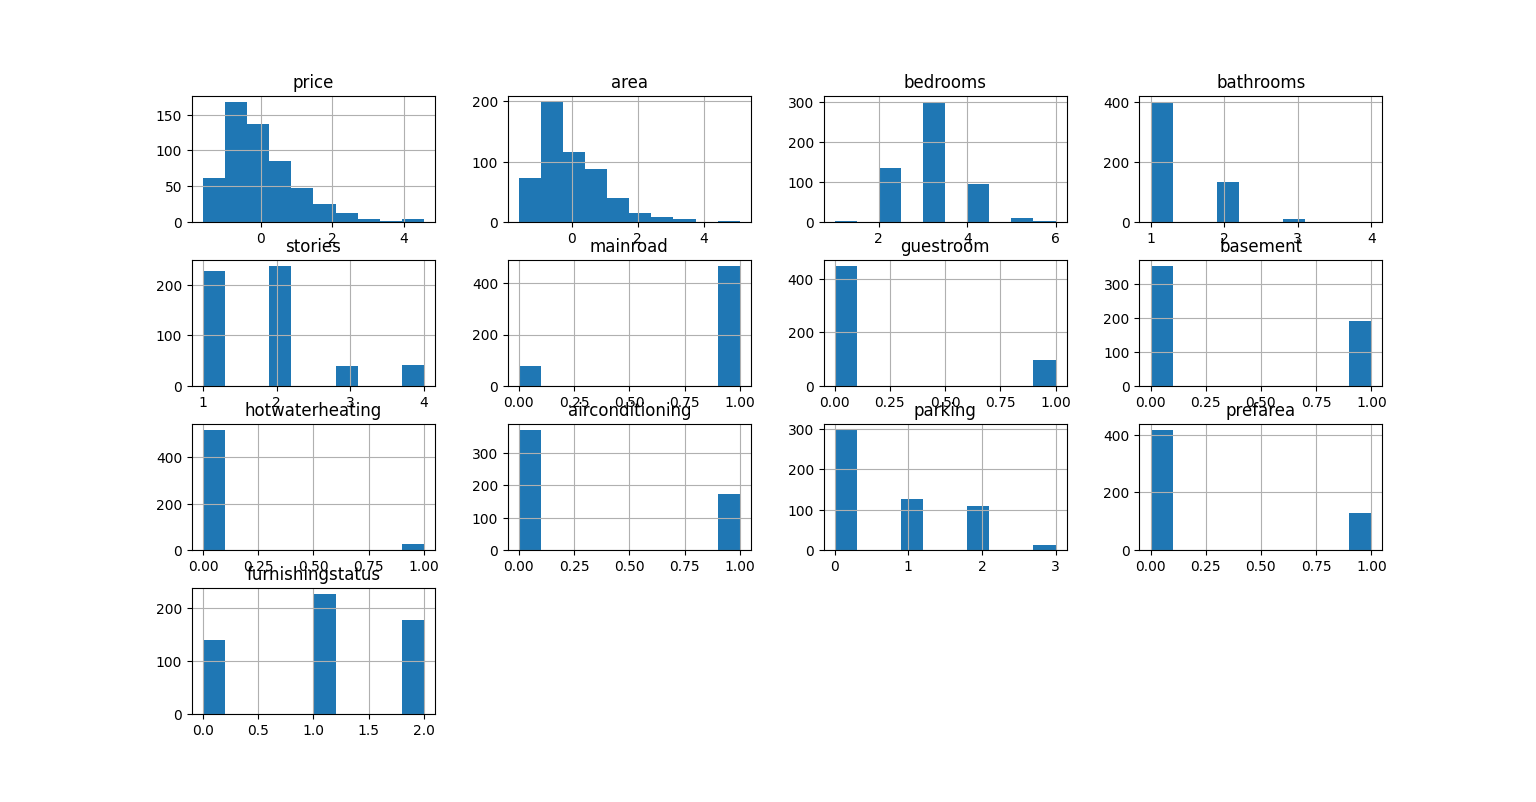 price area bedrooms bathrooms
150
100
50
0
0 2 4
200
100
0
0 2 4
300
200
100
0
2 4 6
400
200
0
1 2 3 4
stories mainroad guestroom basement
200
100
0
1 2 3 4
400
200
0
0.00 0.25 0.50 0.75 1.00
400
200
0
0.00 0.25 0.50 0.75 1.00
300
200
100
0
0.00 0.25 0.50 0.75 1.00
hotwaterheating airconditioning parking prefarea
400
200
0
0.00 0.25 0.50 0.75 1.00
300
200
100
0
0.00 0.25 0.50 0.75 1.00
300
200
100
0
0 1 2 3
400
200
0
0.00 0.25 0.50 0.75 1.00
furnishingstatus
200
100
0
0.0 0.5 1.0 1.5 2.0